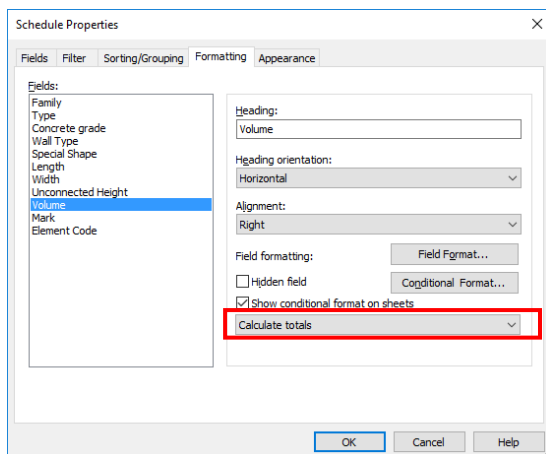 Schedule Properties
Fields Filter Sorting/Grouping Formatting Appearance
Fields:
Family
Type
Concrete grade
Wall Type
Special Shape
Length
Width
Unconnected Height
Volume
Mark
Element Code
Heading:
Volume
Heading orientation:
Horizontal
Alignment:
Right
Field formatting:
Field Format...
Hidden field
Conditional Format...
Show conditional format on sheets
Calculate totals
OK Cancel Help